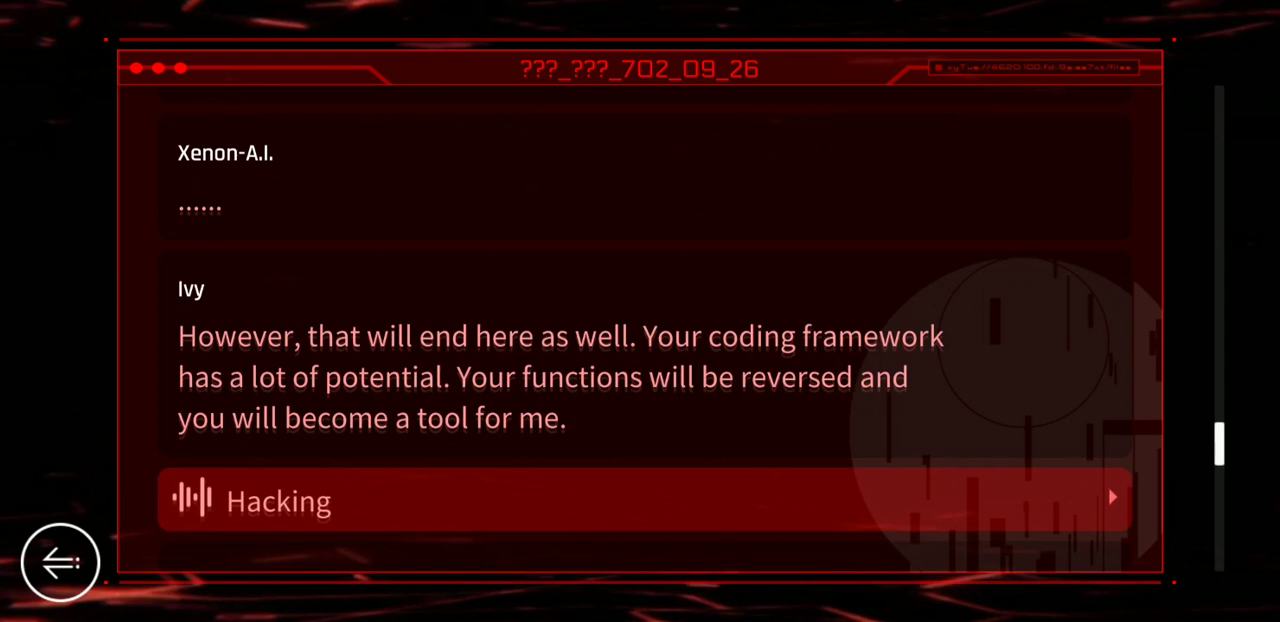 ???_???_702_09_26
Xenon-A.I.
......
Ivy
However, that will end here as well. Your coding framework
has a lot of potential. Your functions will be reversed and
you will become a tool for me.
Hacking